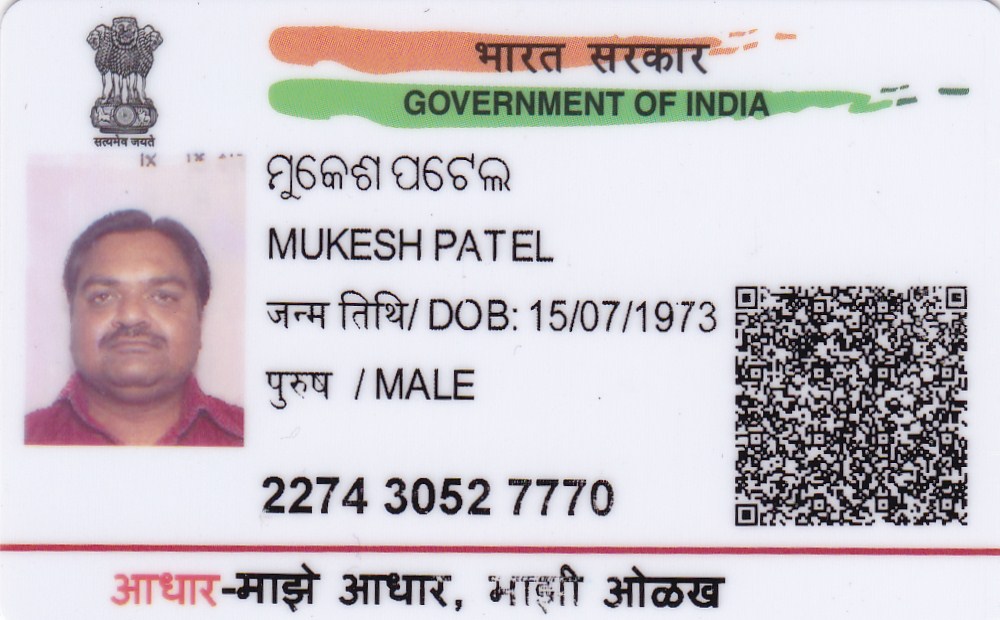 सत्यमेव जयते
भारत सरकार
GOVERNMENT OF INDIA
મુકેશ પટેલ
MUKESH PATEL
जन्म तिथि/ DOB: 15/07/1973
पुरुष / MALE
2274 3052 7770
आधार-माझे आधार, माझी ओळख